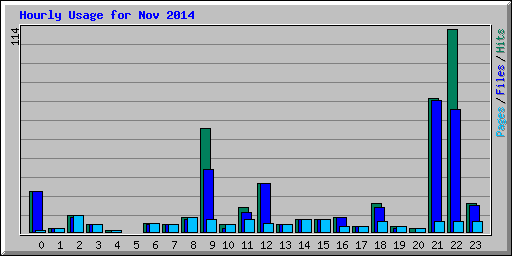 Hourly Usage for Nov 2014
114
0 1 2 3 4 5 6 7 8 9 10 11 12 13 14 15 16 17 18 19 20 21 22 23
Pages/Files/Hits